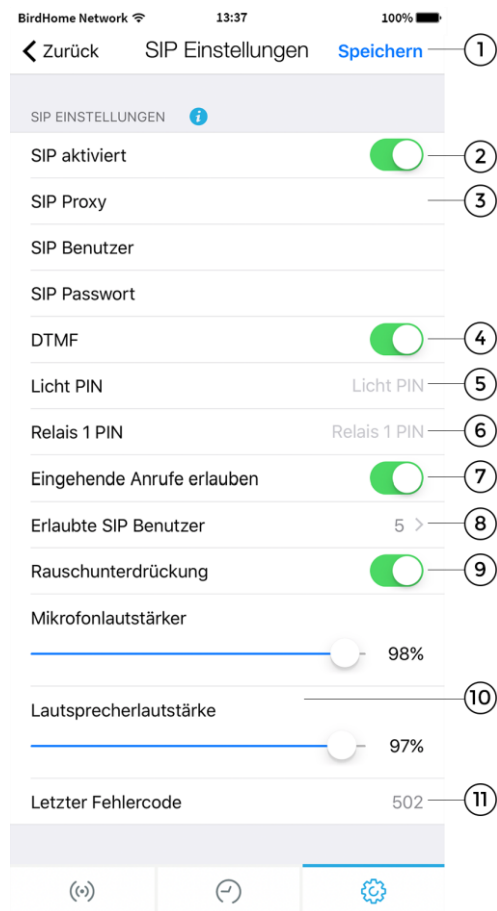 BirdHome Network 13:37 100%
Zurück SIP Einstellungen Speichern 1
SIP EINSTELLUNGEN i
SIP aktiviert 2
SIP Proxy 3
SIP Benutzer
SIP Passwort
DTMF 4
Licht PIN Licht PIN 5
Relais 1 PIN Relais 1 PIN 6
Eingehende Anrufe erlauben 7
Erlaubte SIP Benutzer 5 > 8
Rauschunterdrückung 9
Mikrofonlautstärker
98%
10
Lautsprecherlautstärke
97%
Letzter Fehlercode 502 11